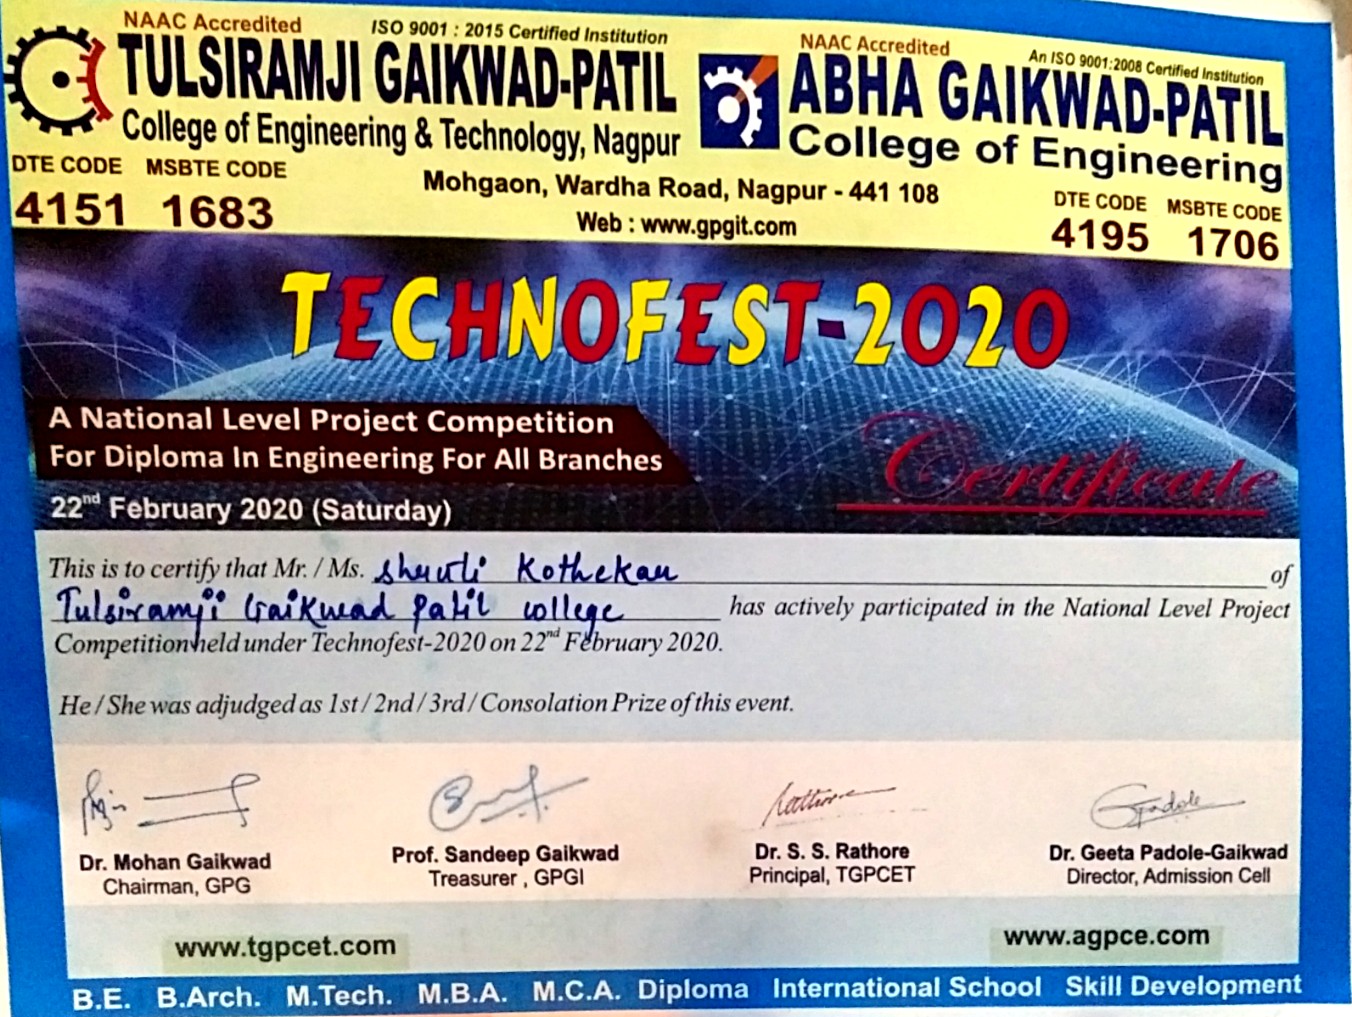 NAAC Accredited ISO 9001 : 2015 Certified Institution
TULSIRAMJI GAIKWAD-PATIL
College of Engineering & Technology, Nagpur
NAAC Accredited An ISO 9001:2008 Certified Institution
ABHA GAIKWAD-PATIL
College of Engineering
DTE CODE MSBTE CODE
4151 1683
Mohgaon, Wardha Road, Nagpur - 441 108
Web : www.gpgit.com
DTE CODE MSBTE CODE
4195 1706
TECHNOFEST-2020
A National Level Project Competition
For Diploma In Engineering For All Branches
22nd February 2020 (Saturday)
Certificate
This is to certify that Mr. / Ms. Kothekar of
Tulsiramji Gaikwad Patil college has actively participated in the National Level Project
Competition held under Technofest-2020 on 22nd February 2020.
He / She was adjudged as 1st / 2nd / 3rd / Consolation Prize of this event.
Dr. Mohan Gaikwad
Chairman, GPG
Prof. Sandeep Gaikwad
Treasurer , GPGI
Dr. S. S. Rathore
Principal, TGPCET
Dr. Geeta Padole-Gaikwad
Director, Admission Cell
www.tgpcet.com
www.agpce.com
B.E. B.Arch. M.Tech. M.B.A. M.C.A. Diploma International School Skill Development